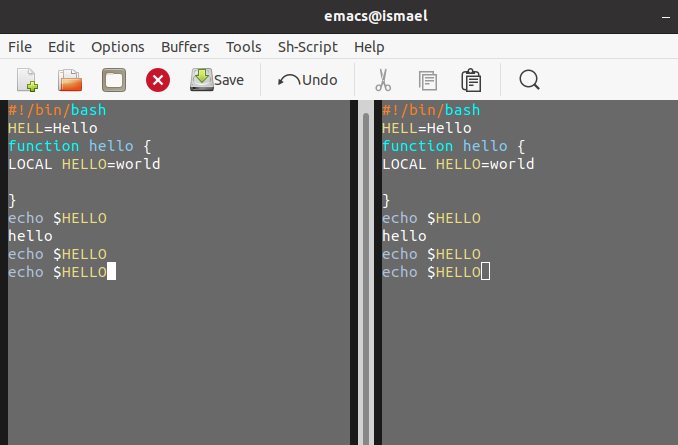 emacs@ismael
File Edit Options Buffers Tools Sh-Script Help
Save Undo
#!/bin/bash
HELL=Hello
function hello {
LOCAL HELLO=world
}
echo $HELLO
hello
echo $HELLO
echo $HELLO
#!/bin/bash
HELL=Hello
function hello {
LOCAL HELLO=world
}
echo $HELLO
hello
echo $HELLO
echo $HELLO